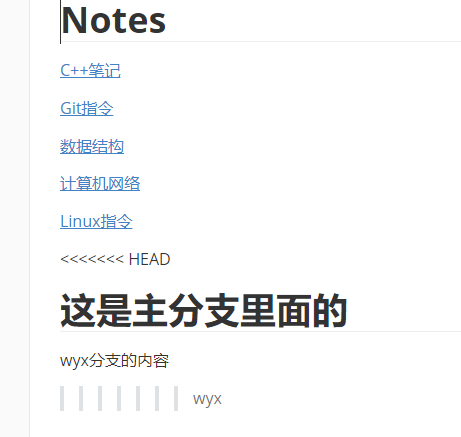 Notes
C++笔记
Git指令
数据结构
计算机网络
Linux指令
<<<<<<< HEAD
这是主分支里面的
wyx分支的内容
wyx